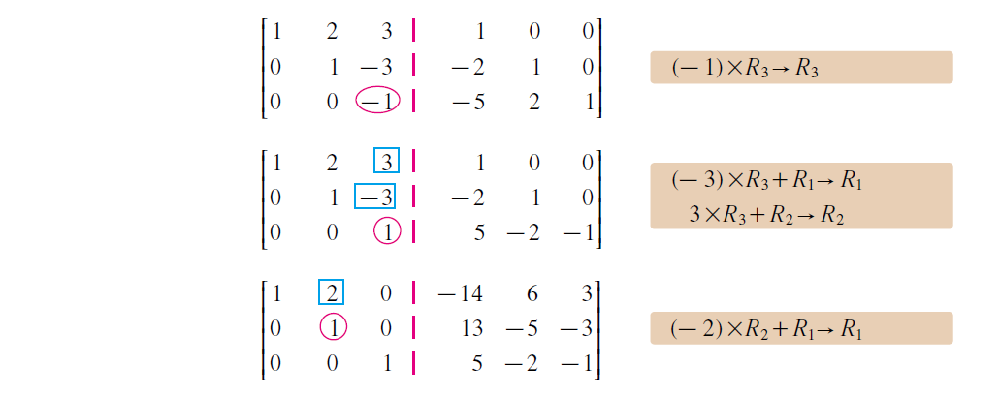 1 2 3 | 1 0 0
0 1 −3 | −2 1 0 (−1)×R₃→R₃
0 0 −1 | −5 2 1
1 2 3 | 1 0 0
(−3)×R₃+R₁→R₁
0 1 −3 | −2 1 0
3×R₃+R₂→R₂
0 0 1 | 5 −2 −1
1 2 0 | −14 6 3
0 1 0 | 13 −5 −3 (−2)×R₂+R₁→R₁
0 0 1 | 5 −2 −1